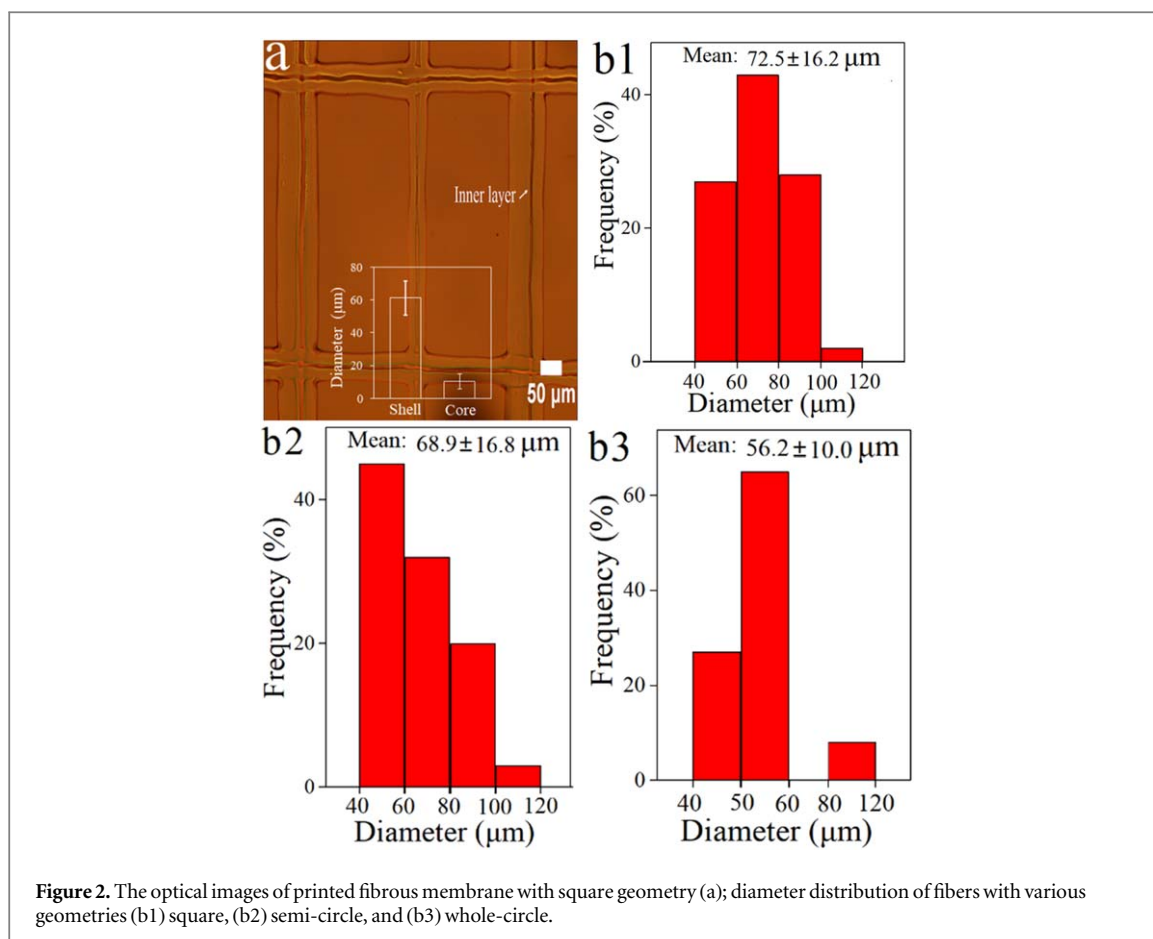 a
Inner layer
Diameter (μm)
80
60
40
20
0
Shell Core
50 μm
b1
Mean: 72.5±16.2 μm
Frequency (%)
40
20
0
40 60 80 100 120
Diameter (μm)
b2
Mean: 68.9±16.8 μm
Frequency (%)
40
20
0
40 60 80 100 120
Diameter (μm)
b3
Mean: 56.2±10.0 μm
Frequency (%)
60
40
20
0
40 50 60 80 120
Diameter (μm)
Figure 2. The optical images of printed fibrous membrane with square geometry (a); diameter distribution of fibers with various
geometries (b1) square, (b2) semi-circle, and (b3) whole-circle.